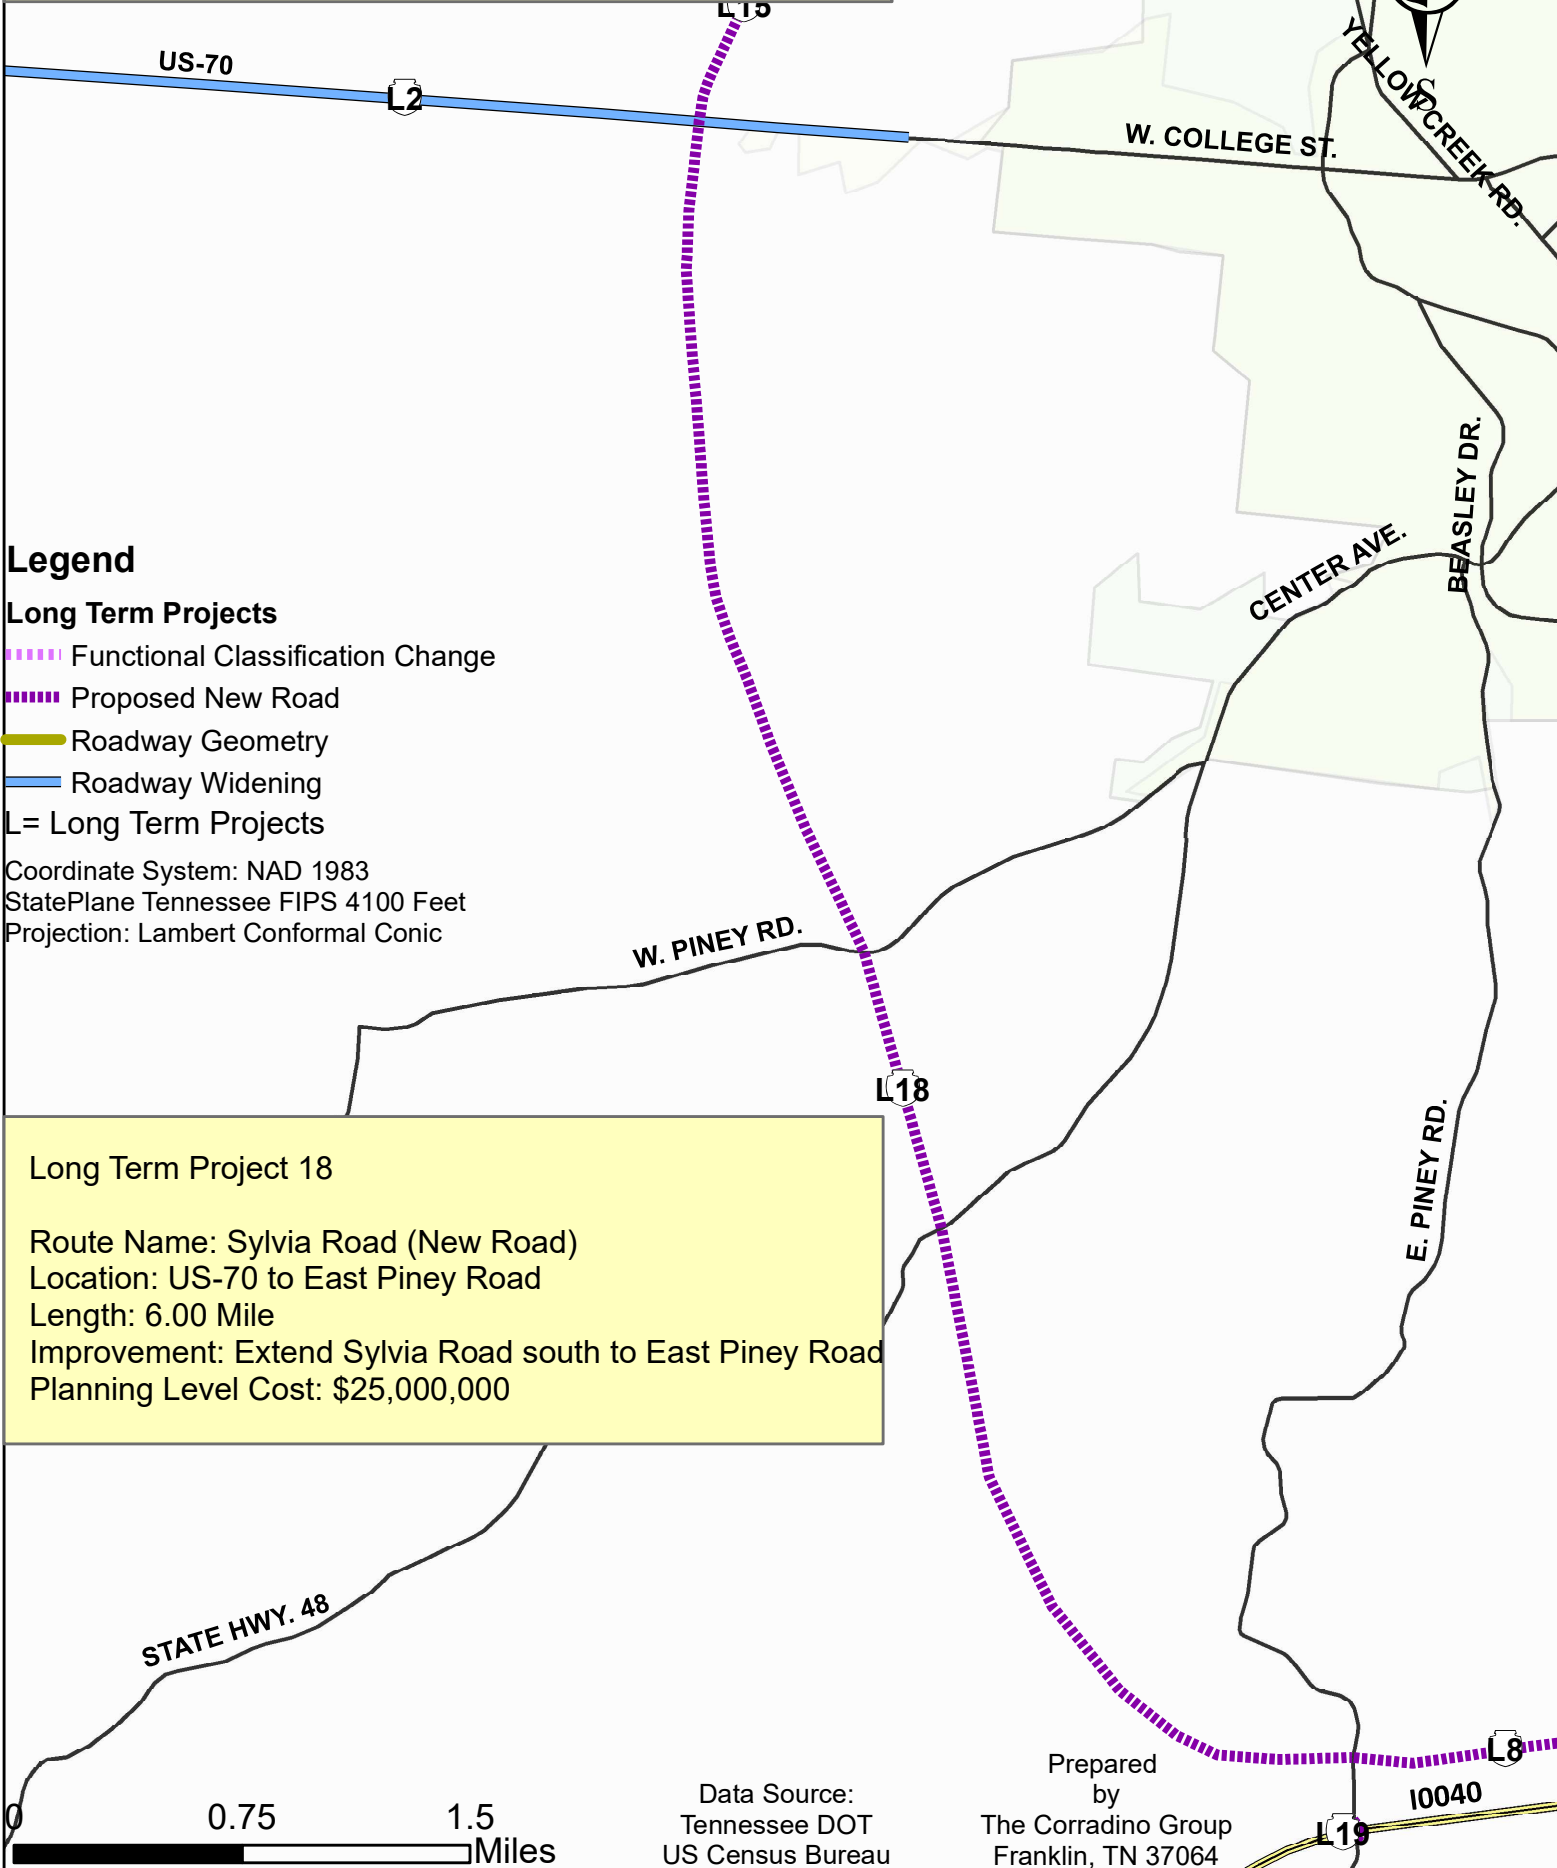 L15
US-70
L2
W. COLLEGE ST.
YELLOW CREEK RD.
S
BEASLEY DR.
CENTER AVE.
Legend
Long Term Projects
Functional Classification Change
Proposed New Road
Roadway Geometry
Roadway Widening
L= Long Term Projects
Coordinate System: NAD 1983
StatePlane Tennessee FIPS 4100 Feet
Projection: Lambert Conformal Conic
W. PINEY RD.
L18
E. PINEY RD.
Long Term Project 18
Route Name: Sylvia Road (New Road)
Location: US-70 to East Piney Road
Length: 6.00 Mile
Improvement: Extend Sylvia Road south to East Piney Road
Planning Level Cost: $25,000,000
STATE HWY. 48
L8
I0040
L19
0 0.75 1.5
Miles
Data Source:
Tennessee DOT
US Census Bureau
Prepared
by
The Corradino Group
Franklin, TN 37064